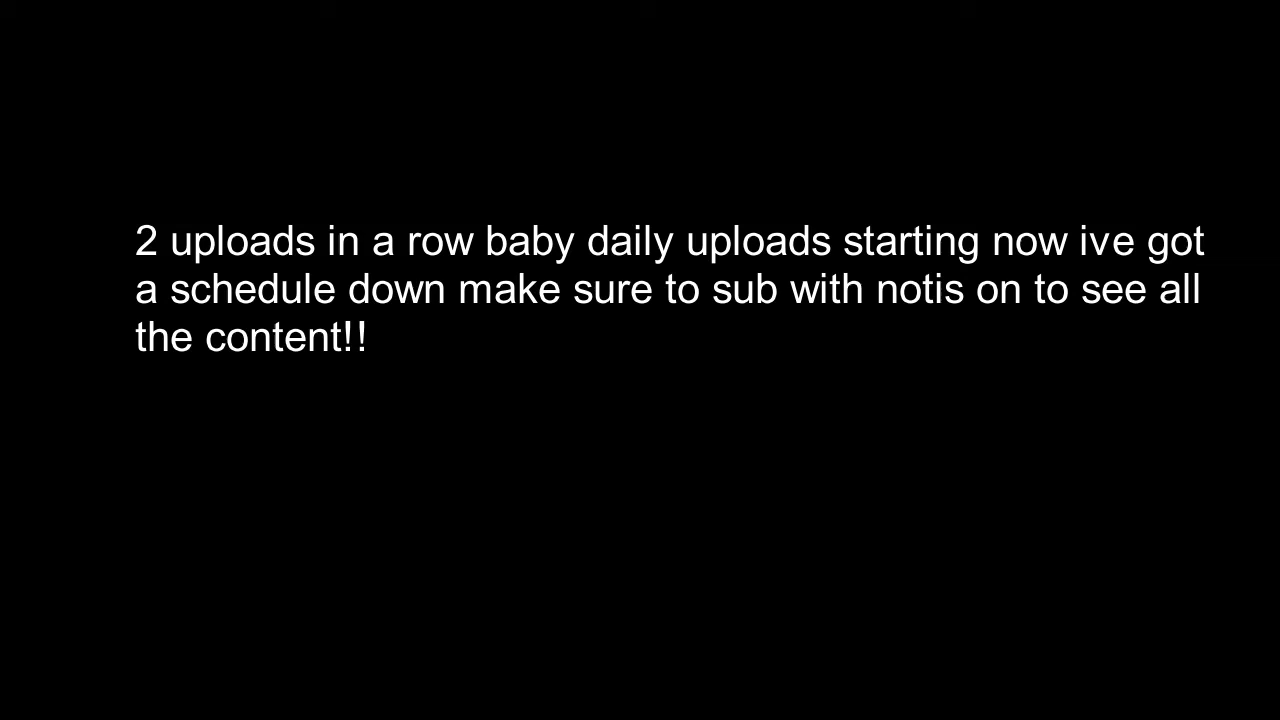 2 uploads in a row baby daily uploads starting now ive got
a schedule down make sure to sub with notis on to see all
the content!!